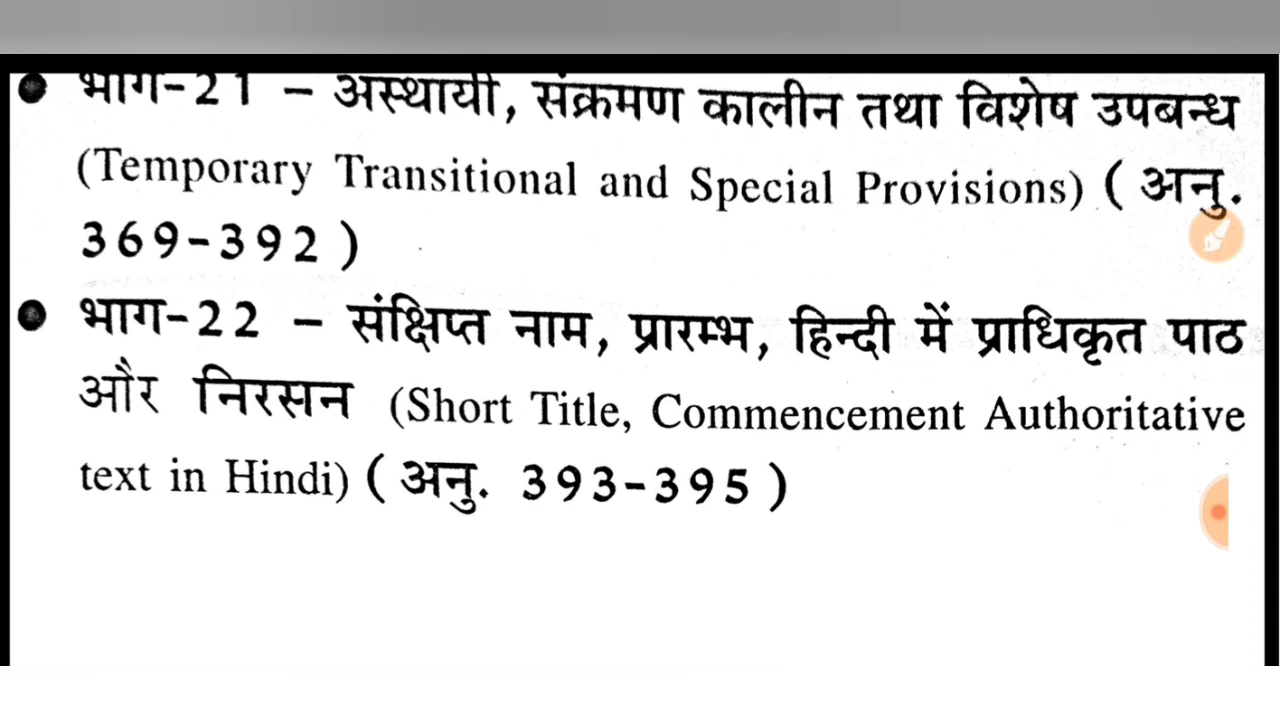 भाग-21 – अस्थायी, संक्रमण कालीन तथा विशेष उपबन्ध
(Temporary Transitional and Special Provisions) ( अनु.
369-392 )
भाग-22 – संक्षिप्त नाम, प्रारम्भ, हिन्दी में प्राधिकृत पाठ
और निरसन (Short Title, Commencement Authoritative
text in Hindi) ( अनु. 393-395 )